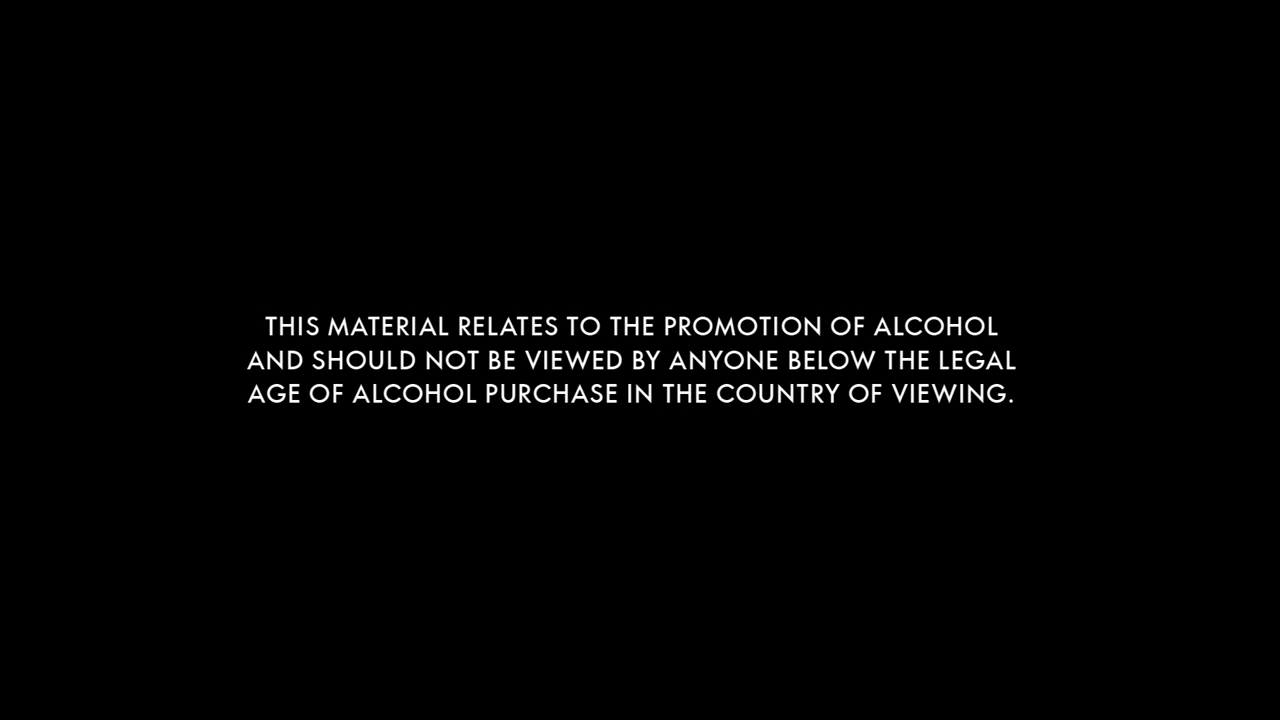 THIS MATERIAL RELATES TO THE PROMOTION OF ALCOHOL
AND SHOULD NOT BE VIEWED BY ANYONE BELOW THE LEGAL
AGE OF ALCOHOL PURCHASE IN THE COUNTRY OF VIEWING.